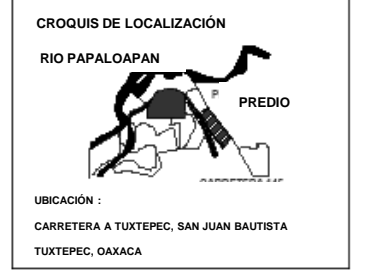 CROQUIS DE LOCALIZACIÓN
RIO PAPALOAPAN
P
PREDIO
UBICACIÓN :
CARRETERA A TUXTEPEC, SAN JUAN BAUTISTA
TUXTEPEC, OAXACA